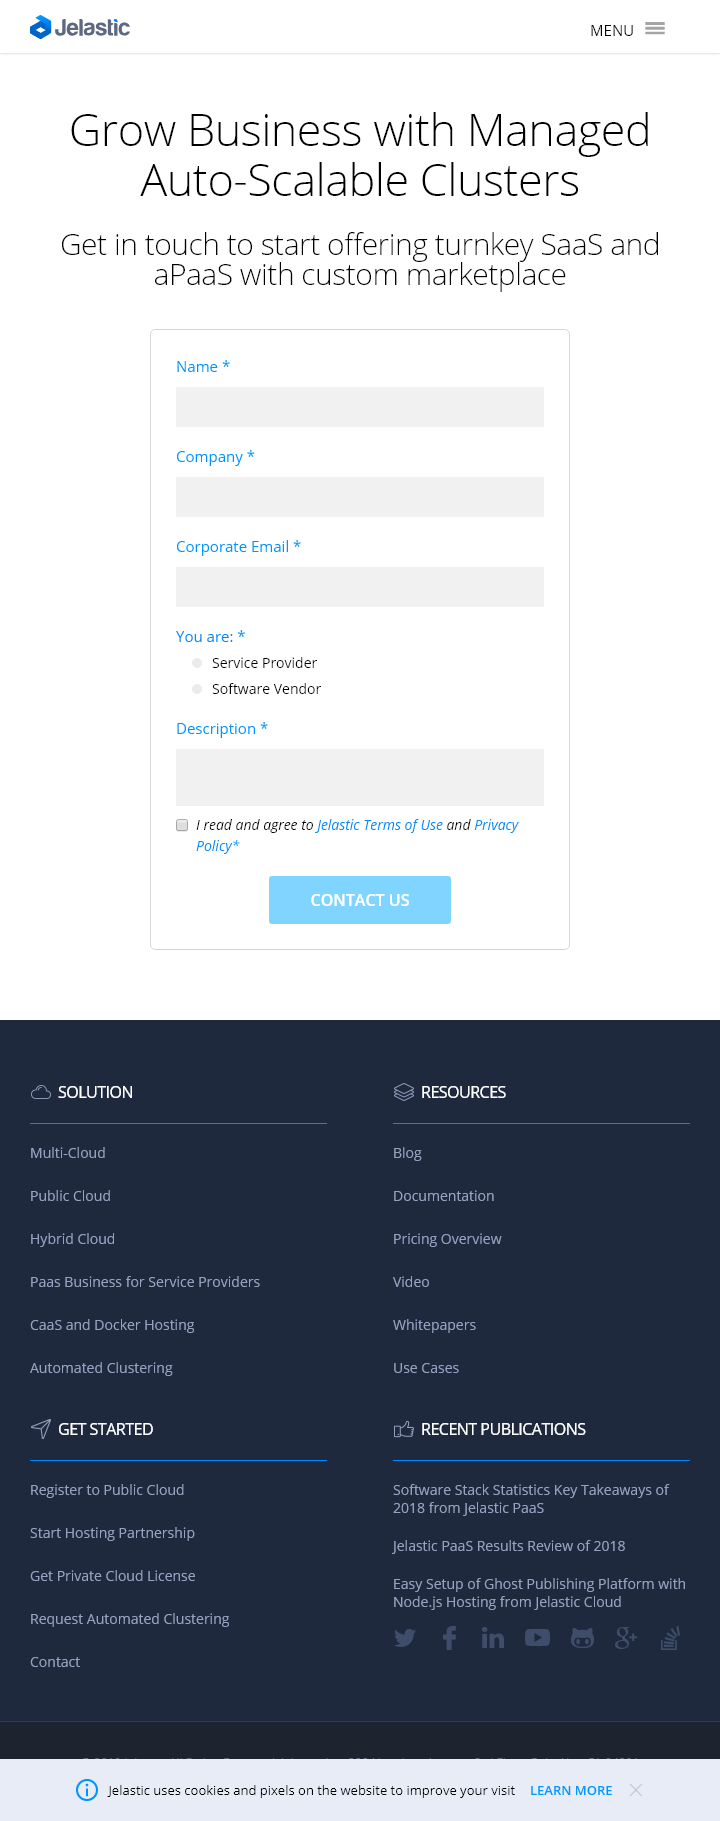 Jelastic
MENU
Grow Business with Managed
Auto-Scalable Clusters
Get in touch to start offering turnkey SaaS and
aPaaS with custom marketplace
Name *
Company *
Corporate Email *
You are: *
Service Provider
Software Vendor
Description *
I read and agree to Jelastic Terms of Use and Privacy
Policy*
CONTACT US
SOLUTION
Multi-Cloud
Public Cloud
Hybrid Cloud
Paas Business for Service Providers
CaaS and Docker Hosting
Automated Clustering
RESOURCES
Blog
Documentation
Pricing Overview
Video
Whitepapers
Use Cases
GET STARTED
Register to Public Cloud
Start Hosting Partnership
Get Private Cloud License
Request Automated Clustering
Contact
RECENT PUBLICATIONS
Software Stack Statistics Key Takeaways of
2018 from Jelastic PaaS
Jelastic PaaS Results Review of 2018
Easy Setup of Ghost Publishing Platform with
Node.js Hosting from Jelastic Cloud
Jelastic uses cookies and pixels on the website to improve your visit LEARN MORE